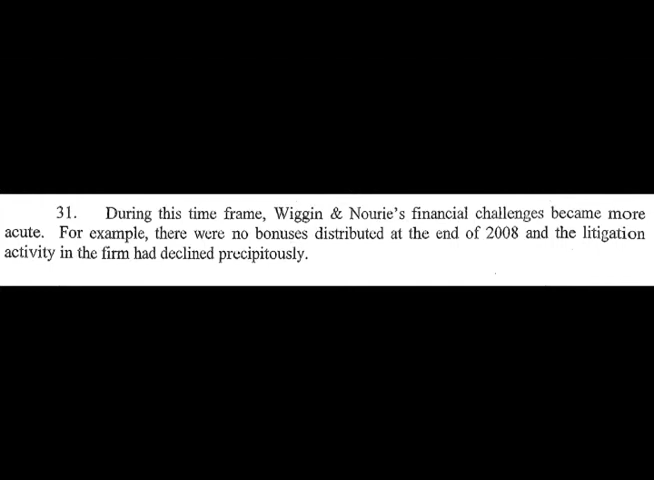 31. During this time frame, Wiggin & Nourie's financial challenges became more
acute. For example, there were no bonuses distributed at the end of 2008 and the litigation
activity in the firm had declined precipitously.